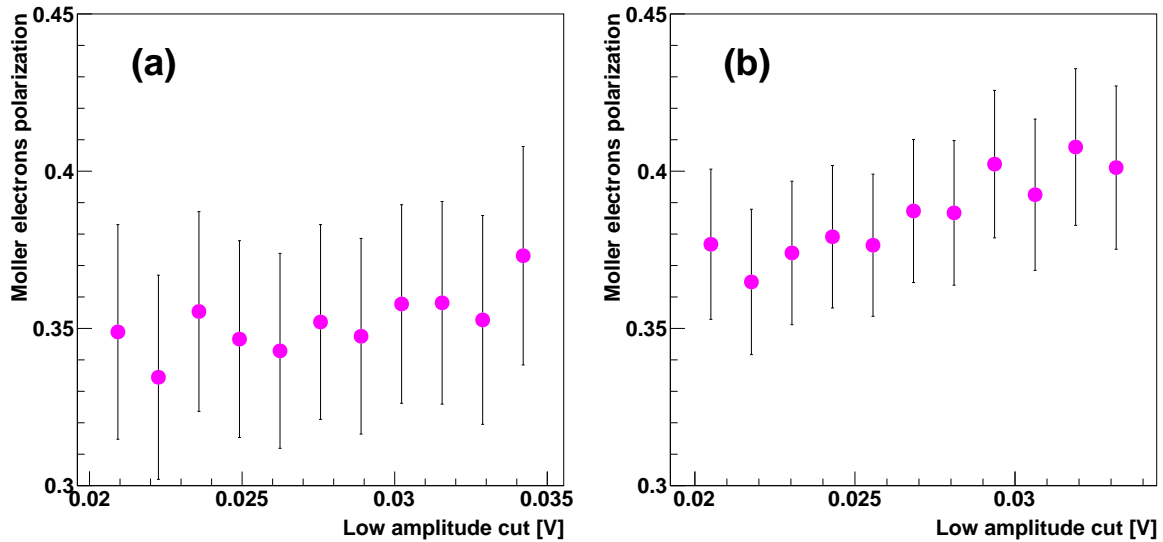 Moller electrons polarization
0.45
0.4
0.35
0.3
(a)
0.02
0.025
0.03
0.035
Low amplitude cut [V]
Moller electrons polarization
0.45
0.4
0.35
0.3
(b)
0.02
0.025
0.03
Low amplitude cut [V]